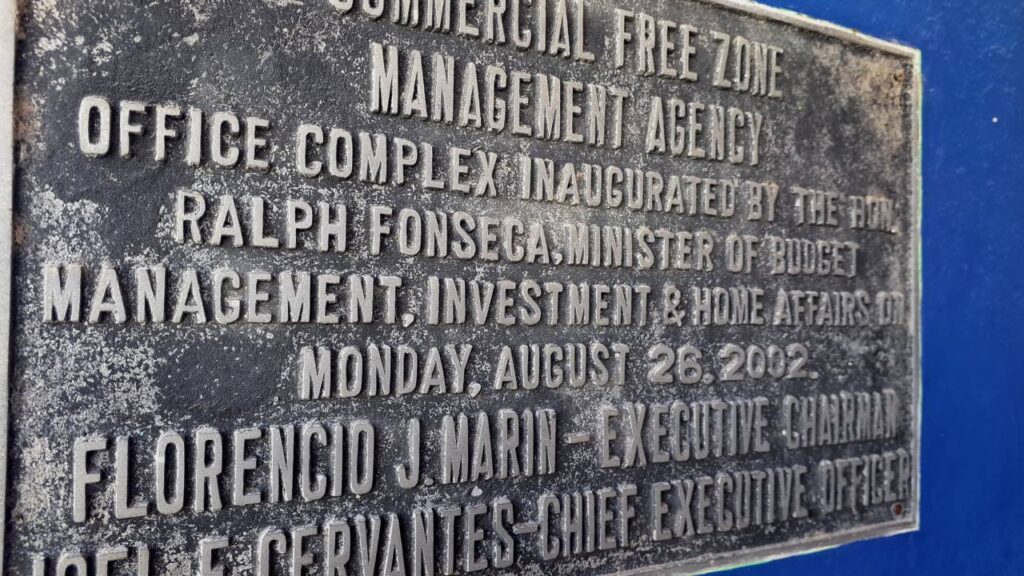 COMMERCIAL FREE ZONE
MANAGEMENT AGENCY
OFFICE COMPLEX INAUGURATED BY THE HON.
RALPH FONSECA, MINISTER OF BUDGET
MANAGEMENT, INVESTMENT & HOME AFFAIRS ON
MONDAY, AUGUST 26, 2002.
FLORENCIO J. MARIN - EXECUTIVE CHAIRMAN
JOEL E CERVANTES - CHIEF EXECUTIVE OFFICER